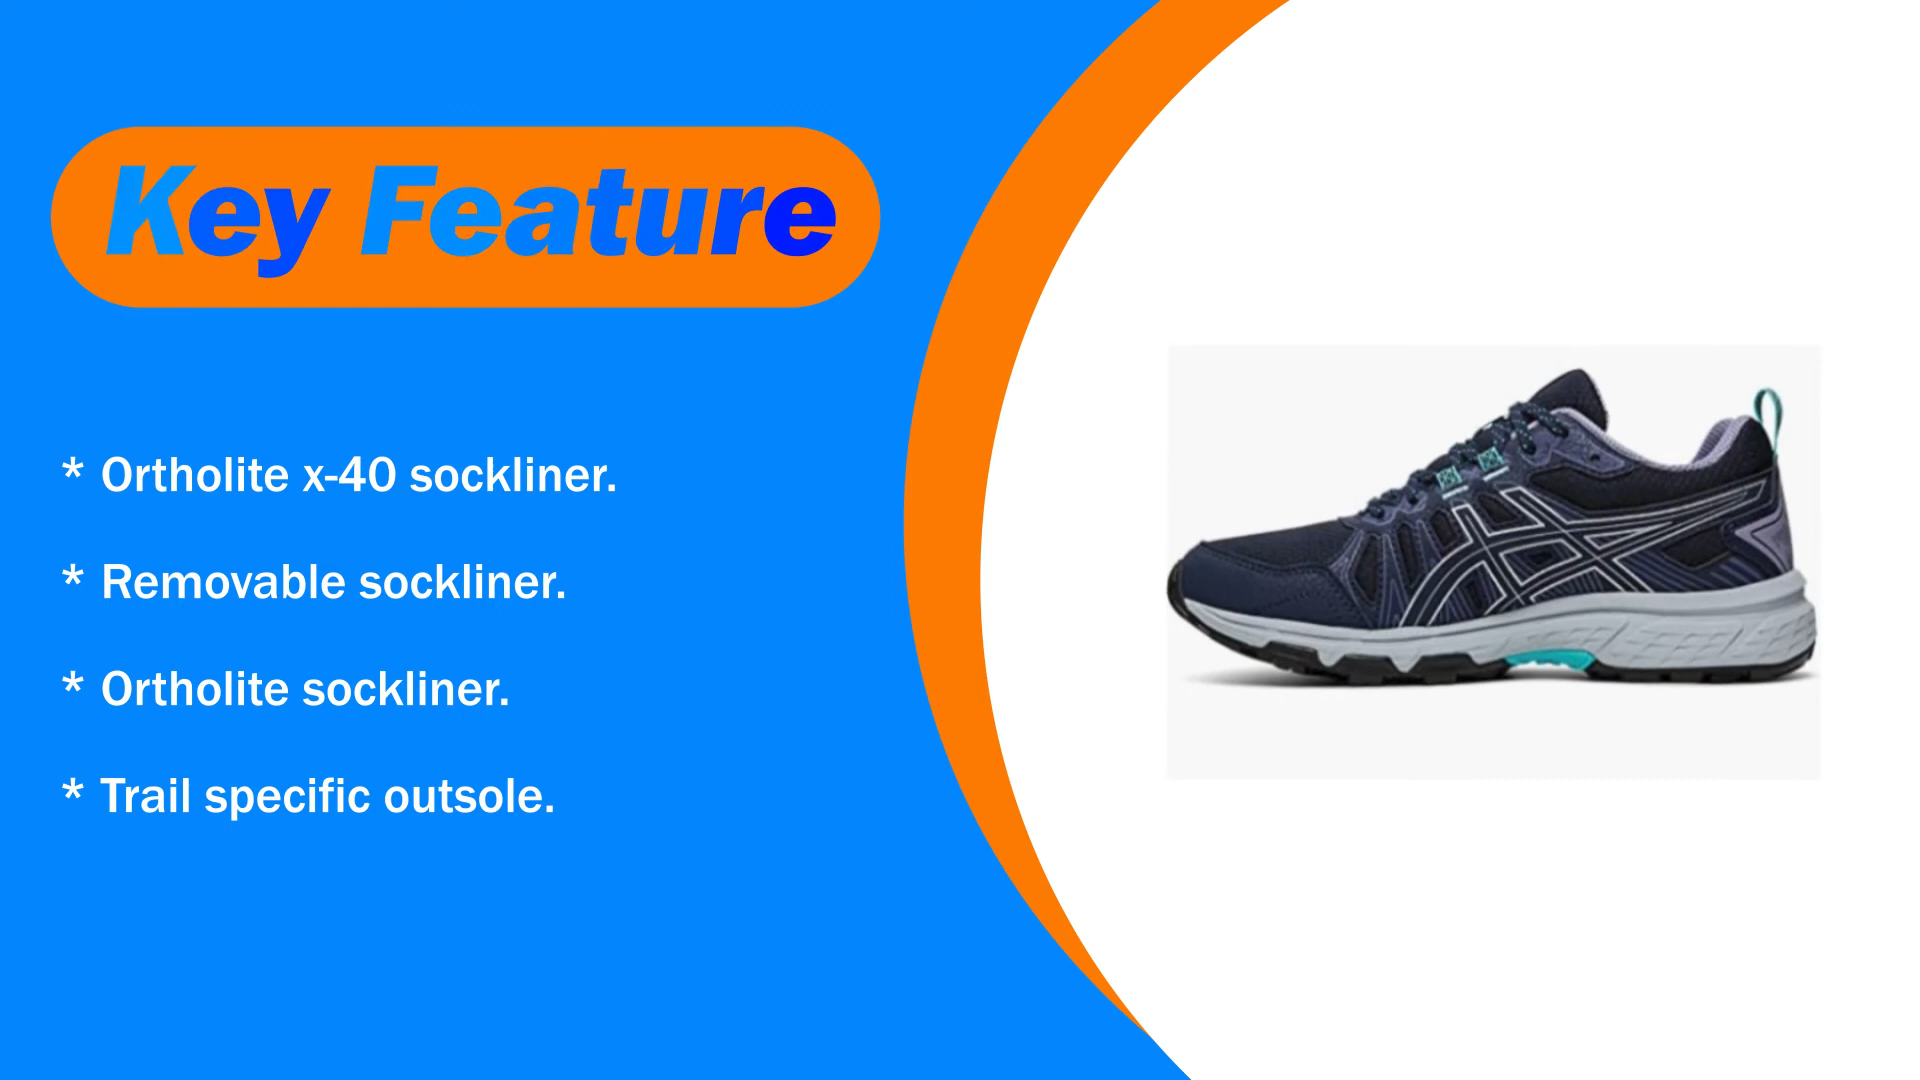 Key Feature
* Ortholite x-40 sockliner.
* Removable sockliner.
* Ortholite sockliner.
* Trail specific outsole.